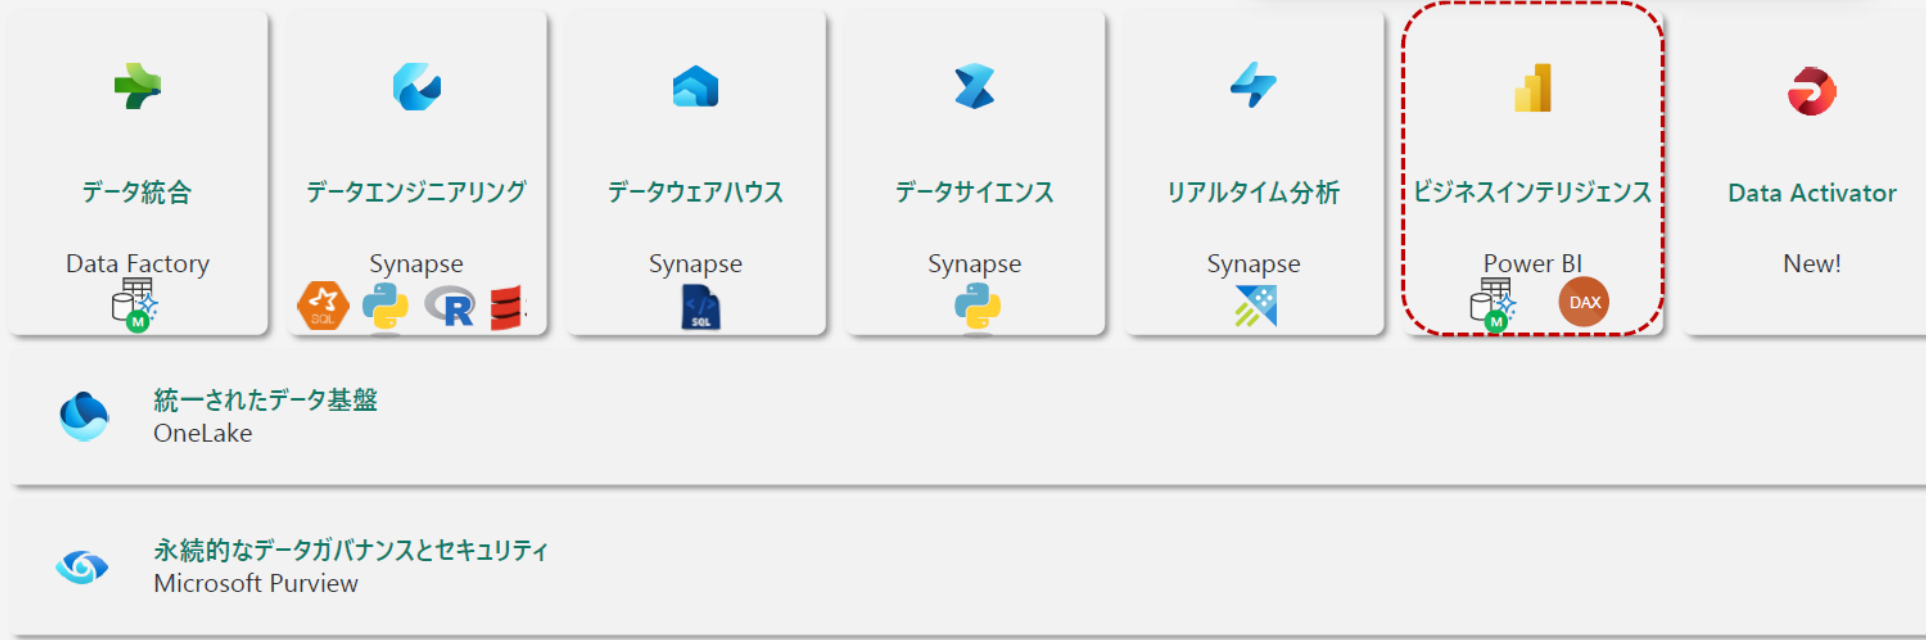 データ統合
Data Factory
M
データエンジニアリング
Synapse
SQL
R
データウェアハウス
Synapse
</>
SQL
データサイエンス
Synapse
リアルタイム分析
Synapse
ビジネスインテリジェンス
Power BI
M
DAX
Data Activator
New!
統一されたデータ基盤
OneLake
永続的なデータガバナンスとセキュリティ
Microsoft Purview